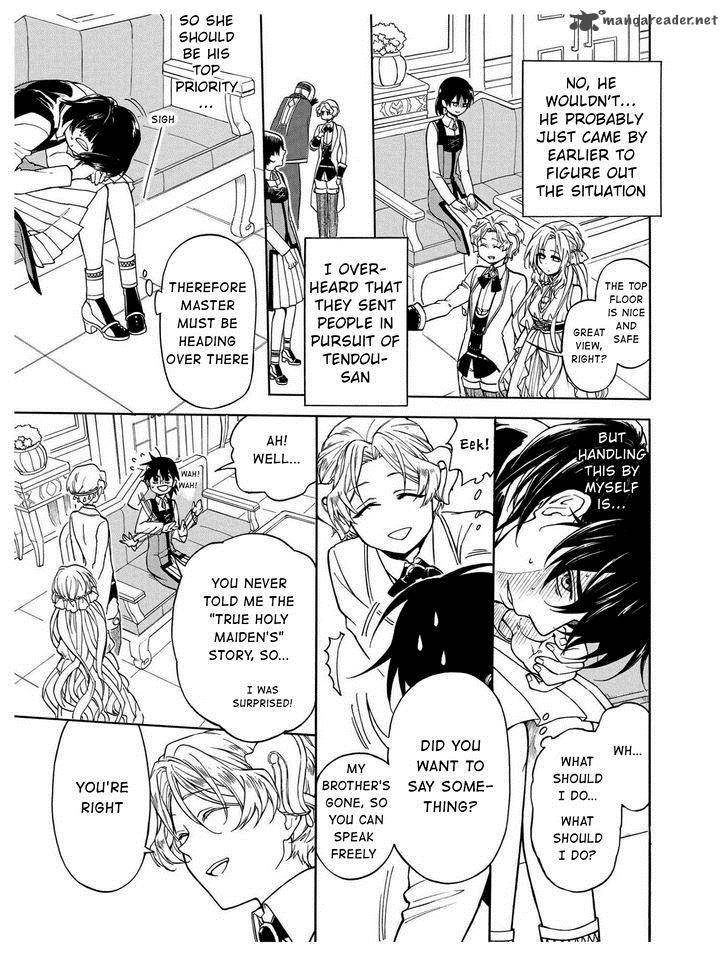 mangareader.net
NO, HE
WOULDN'T...
HE PROBABLY
JUST CAME BY
EARLIER TO
FIGURE OUT
THE SITUATION
THE TOP
FLOOR IS NICE
AND
SAFE
GREAT
VIEW,
RIGHT?
I OVER-
HEARD THAT
THEY SENT
PEOPLE IN
PURSUIT OF
TENDOU-
SAN
SO SHE
SHOULD
BE HIS
TOP
PRIORITY
...
SIGH
THEREFORE
MASTER
MUST BE
HEADING
OVER THERE
BUT
HANDLING
THIS BY
MYSELF
IS...
WH...
WHAT
SHOULD
I DO...
WHAT
SHOULD
I DO?
Eek!
DID YOU
WANT TO
SAY SOME-
THING?
MY
BROTHER'S
GONE, SO
YOU CAN
SPEAK
FREELY
AH!
WELL...
WAH!
WAH!
YOU NEVER
TOLD ME THE
"TRUE HOLY
MAIDEN'S"
STORY, SO...
I WAS
SURPRISED!
YOU'RE
RIGHT